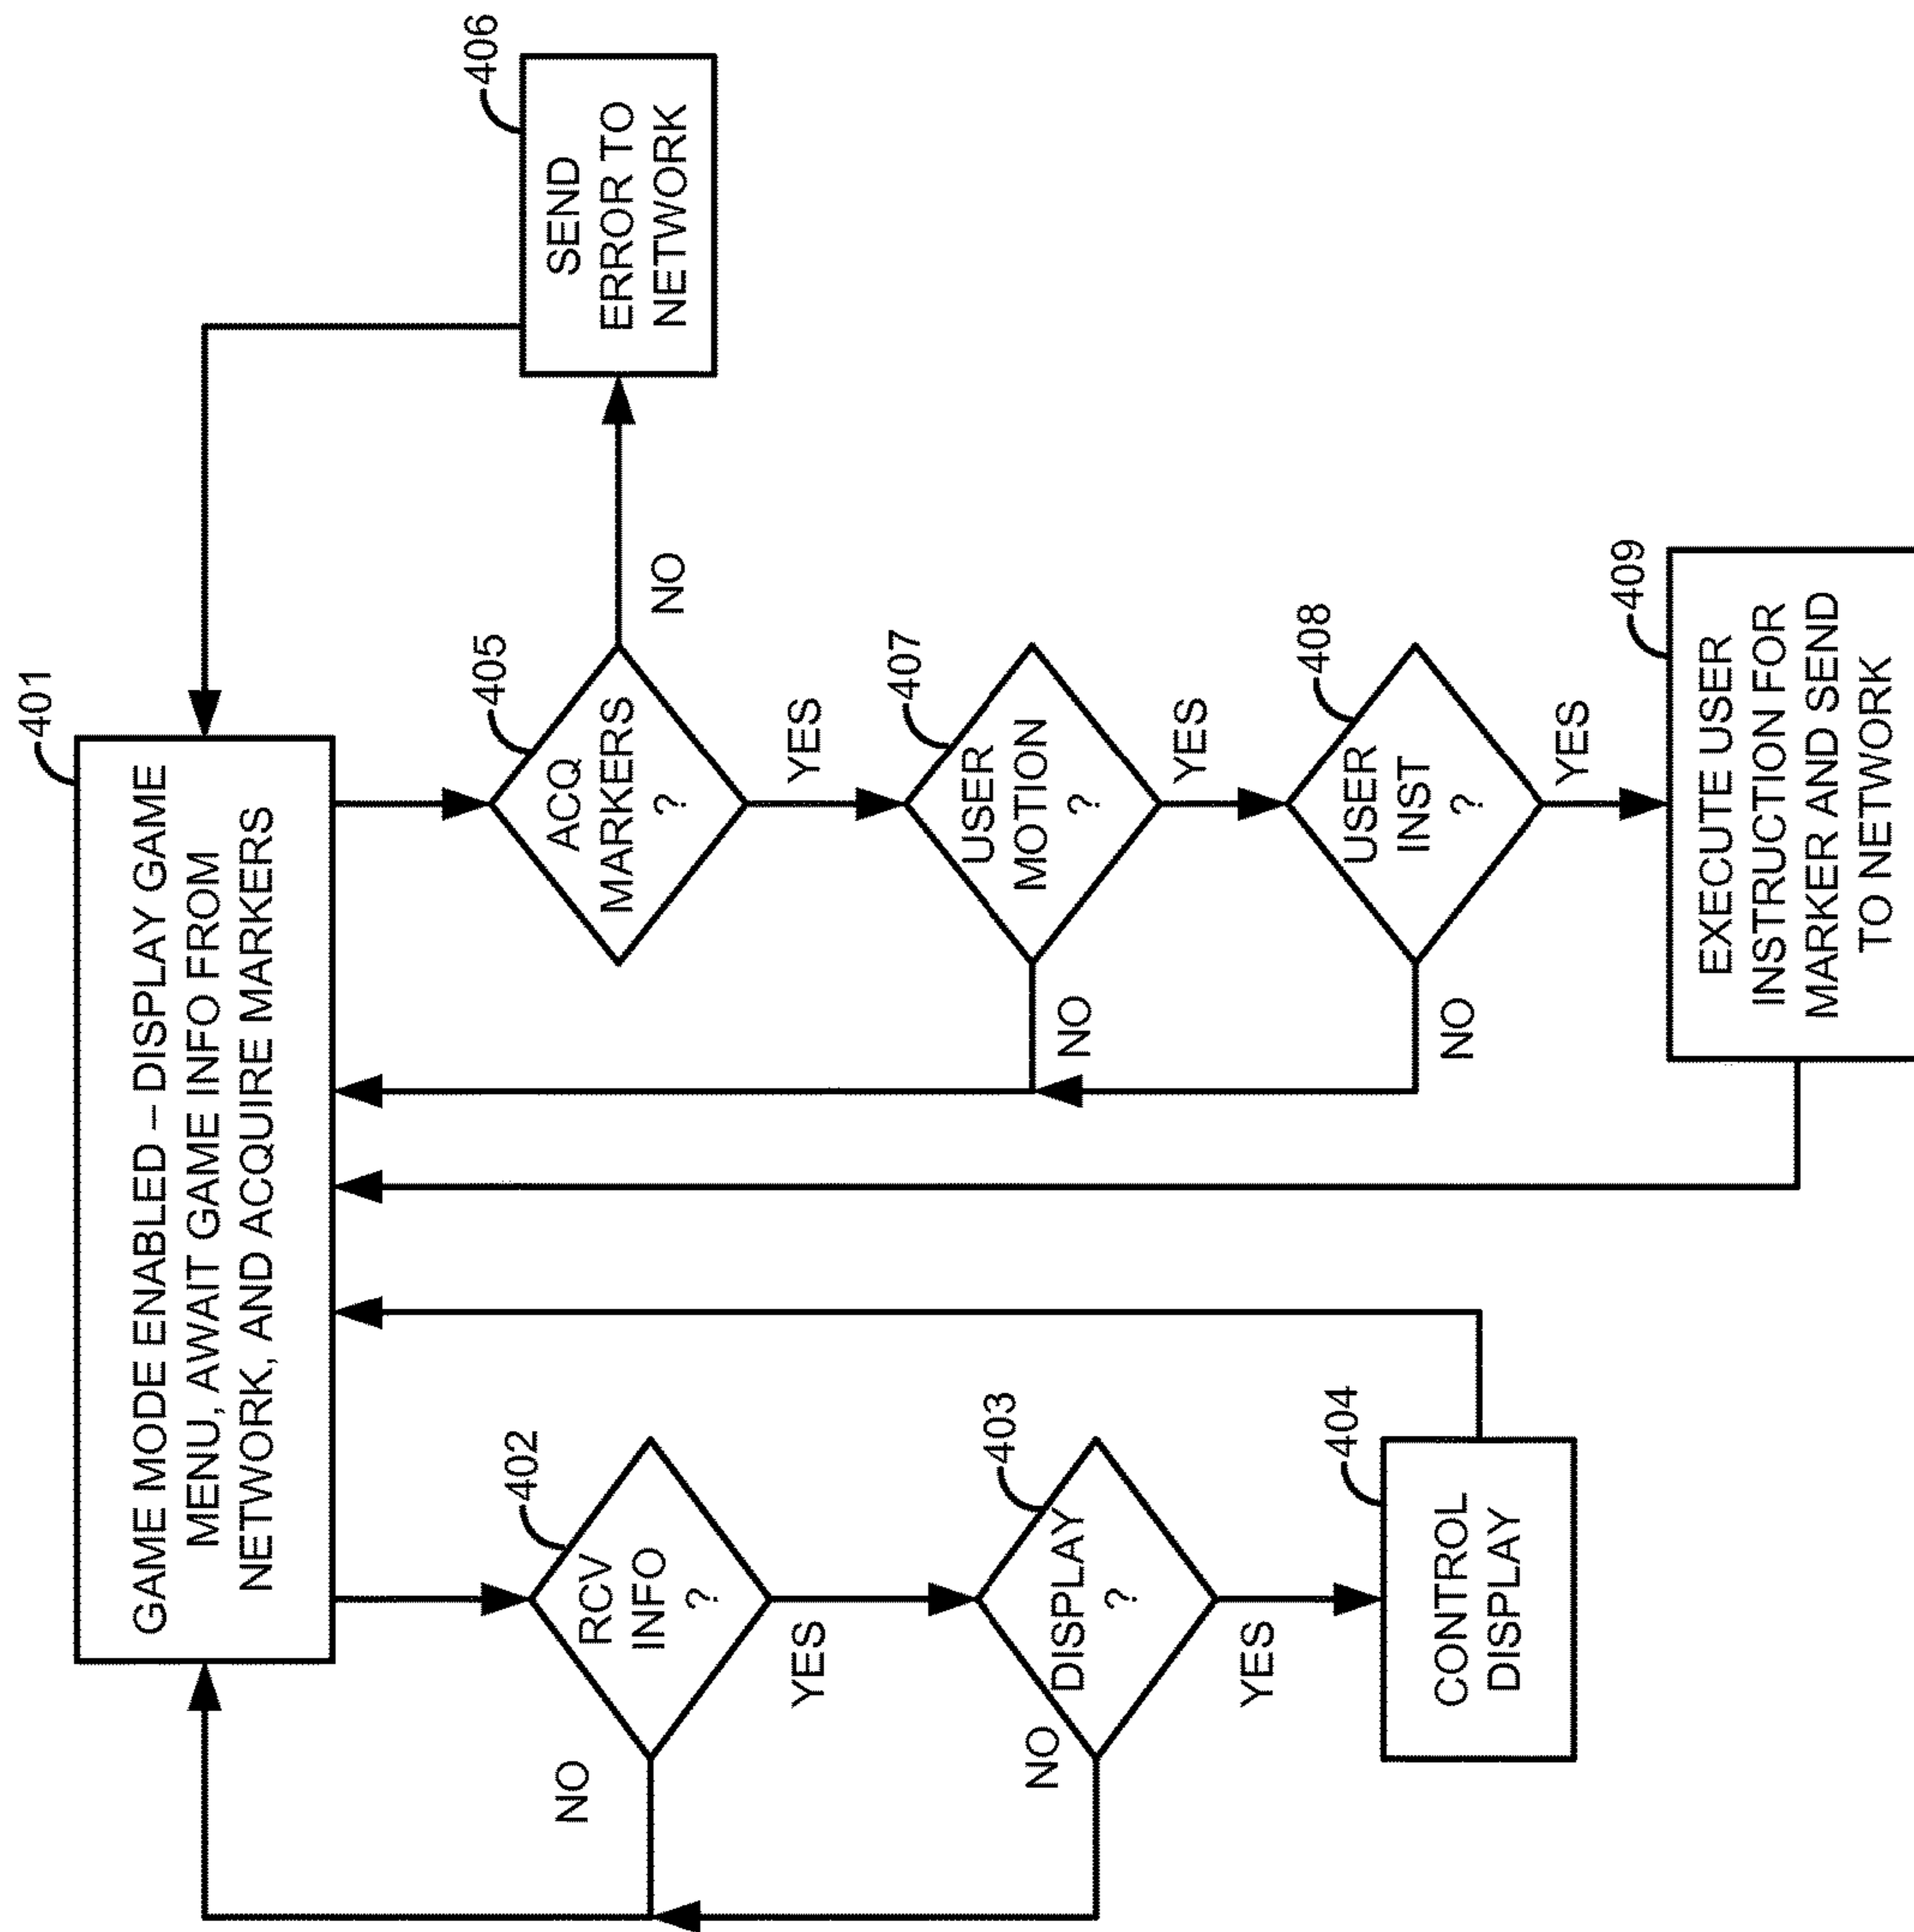 401
GAME MODE ENABLED – DISPLAY GAME
MENU, AWAIT GAME INFO FROM
NETWORK, AND ACQUIRE MARKERS
402
RCV
INFO
?
NO
YES
403
DISPLAY
?
NO
YES
404
CONTROL
DISPLAY
405
ACQ
MARKERS
?
NO
YES
406
SEND
ERROR TO
NETWORK
407
USER
MOTION
?
NO
YES
408
USER
INST
?
NO
YES
409
EXECUTE USER
INSTRUCTION FOR
MARKER AND SEND
TO NETWORK